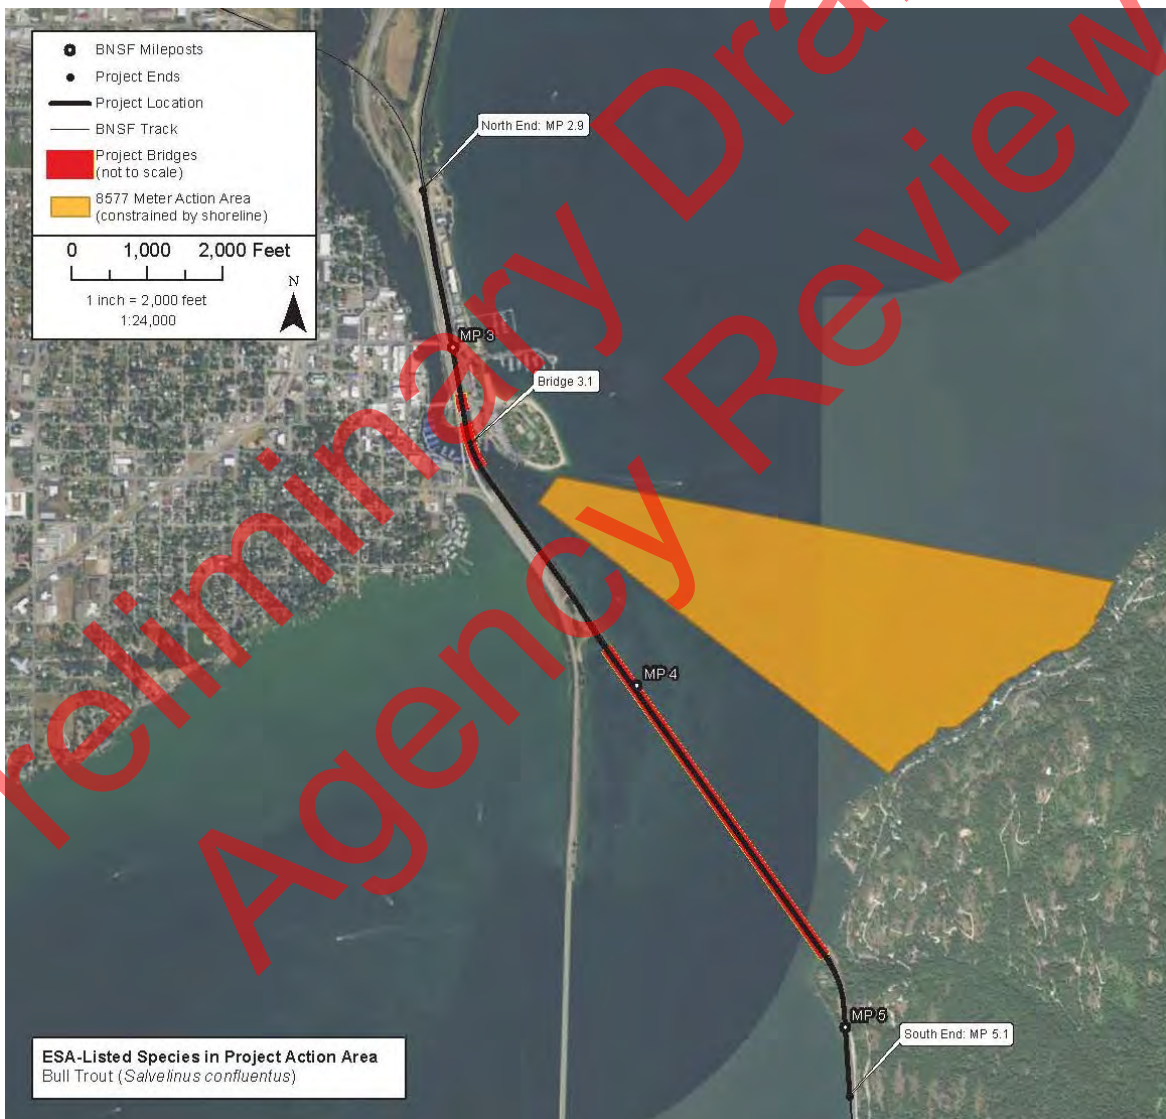 BNSF Mileposts
Project Ends
Project Location
BNSF Track
Project Bridges
(not to scale)
8577 Meter Action Area
(constrained by shoreline)
0 1,000 2,000 Feet
1 inch = 2,000 feet
1:24,000
N
North End: MP 2.9
MP 3
Bridge 3.1
MP 4
MP 5
South End: MP 5.1
ESA-Listed Species in Project Action Area
Bull Trout (Salvelinus confluentus)
reliminary Dra
Agency Review